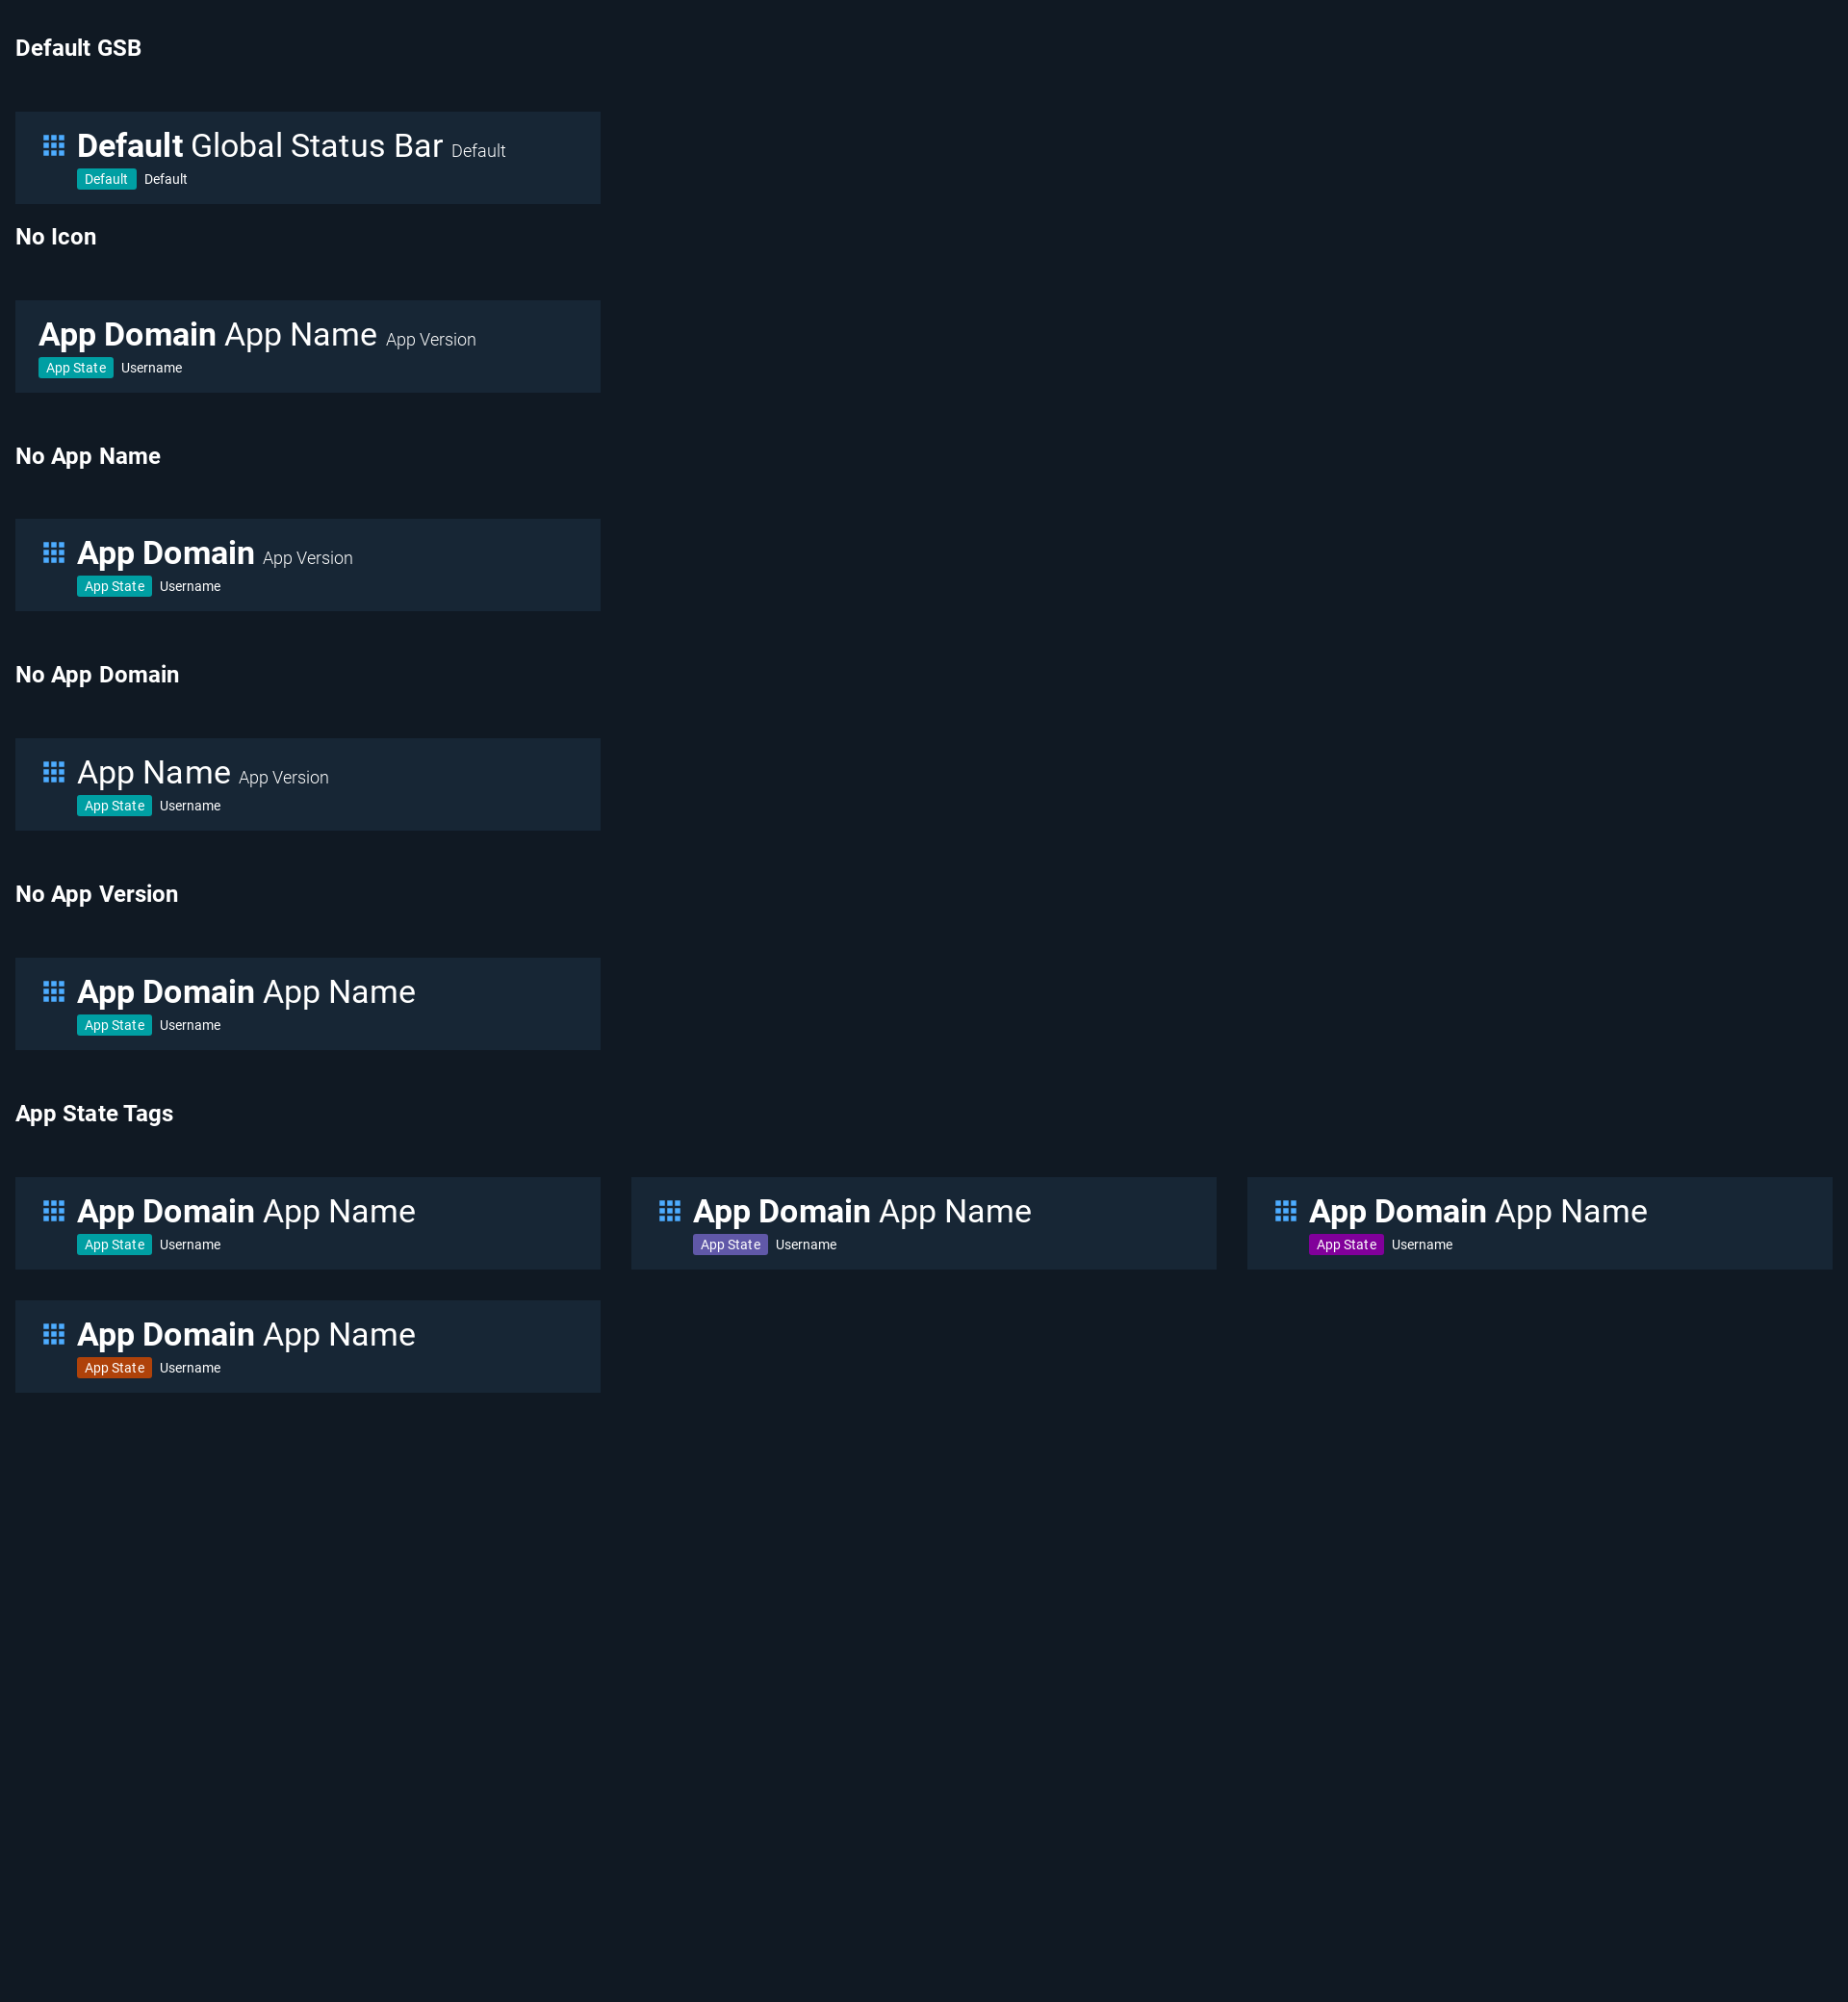 Default GSB
Default Global Status Bar Default
Default Default
No Icon
App Domain App Name App Version
App State Username
No App Name
App Domain App Version
App State Username
No App Domain
App Name App Version
App State Username
No App Version
App Domain App Name
App State Username
App State Tags
App Domain App Name
App State Username
App Domain App Name
App State Username
App Domain App Name
App State Username
App Domain App Name
App State Username